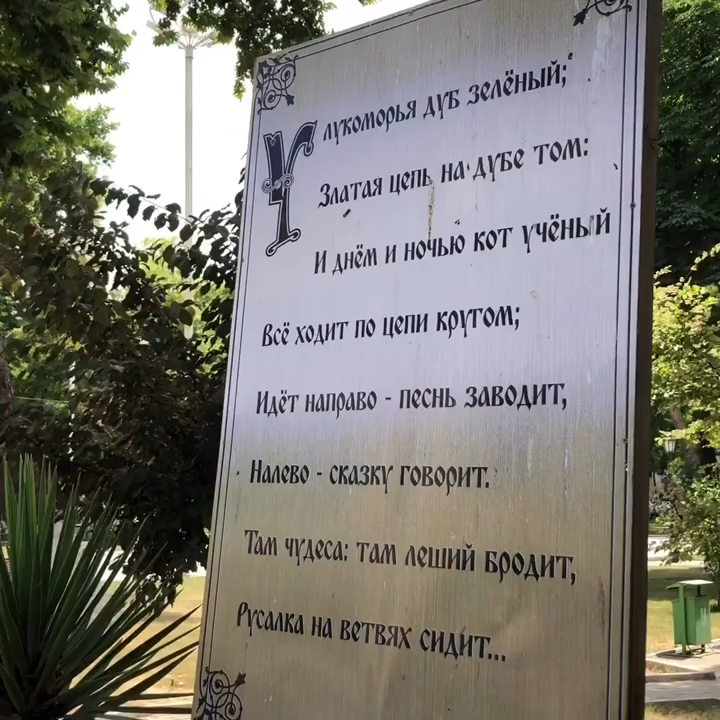 У лукоморья дуб зелёный;
Златая цепь на дубе том:
И днём и ночью кот учёный
Всё ходит по цепи кругом;
Идёт направо - песнь заводит,
Налево - сказку говорит.
Там чудеса: там леший бродит,
Русалка на ветвях сидит...